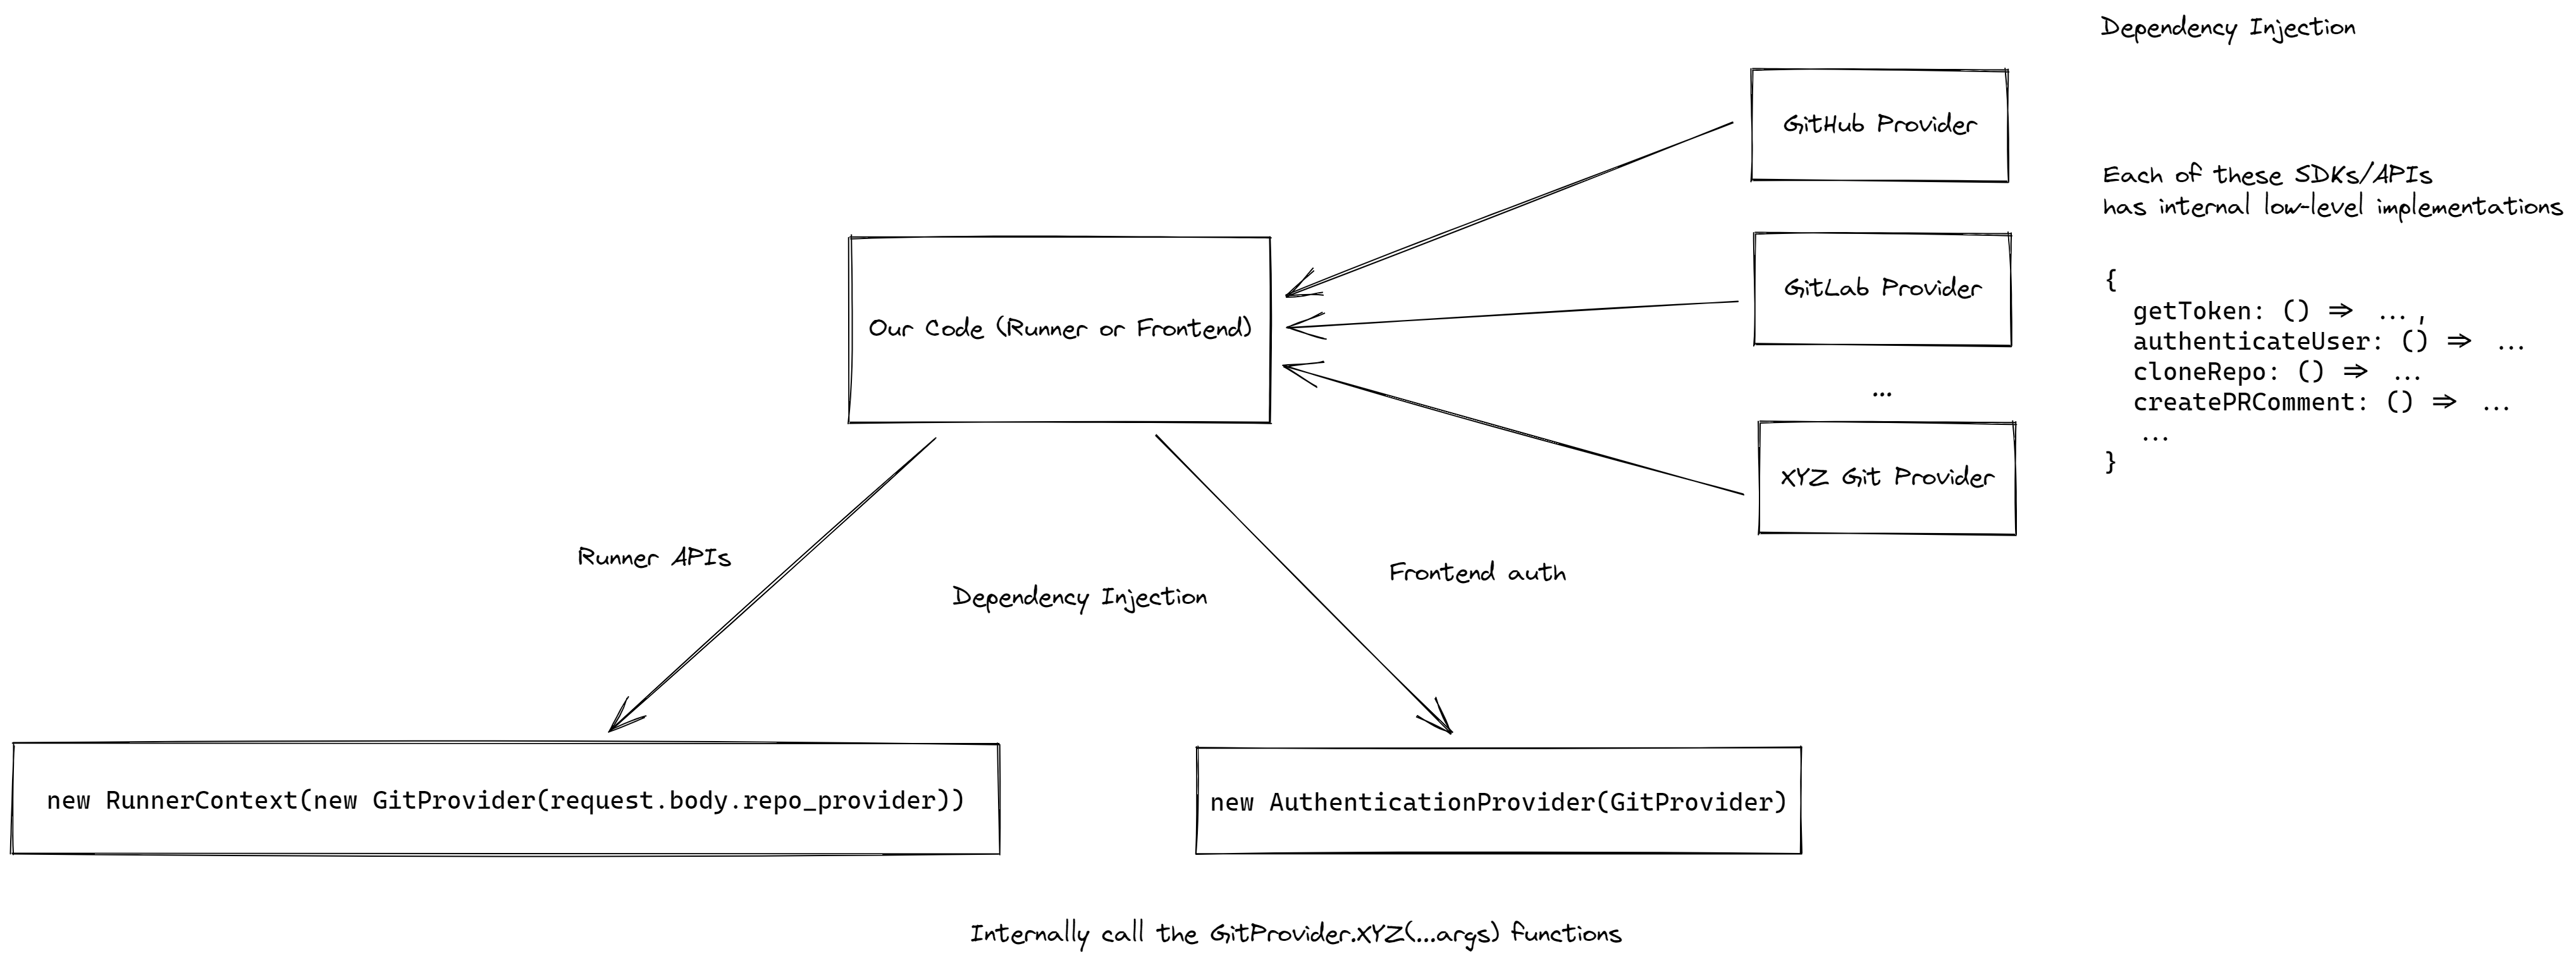 Dependency Injection
GitHub Provider
Each of these SDKs/APIs
has internal low-level implementations
GitLab Provider
{
getToken: () => ...,
authenticateUser: () => ...
cloneRepo: () => ...
createPRComment: () => ...
...
}
Our Code (Runner or Frontend)
...
XYZ Git Provider
Runner APIs
Dependency Injection
Frontend auth
new RunnerContext(new GitProvider(request.body.repo_provider))
new AuthenticationProvider(GitProvider)
Internally call the GitProvider.XYZ(...args) functions